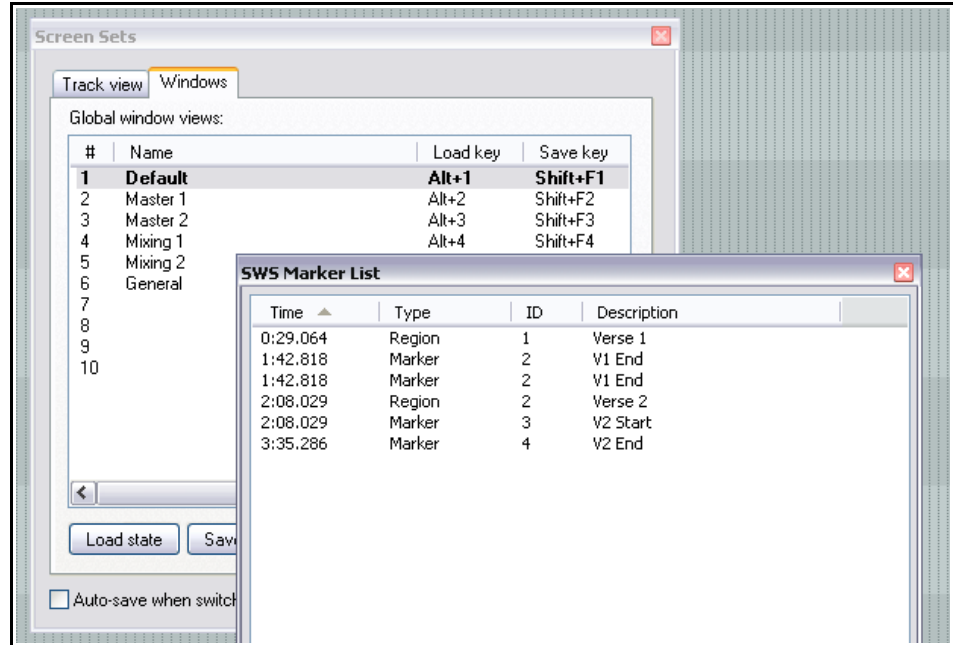 Screen Sets
Track view Windows
Global window views:
# Name Load key Save key
1 Default Alt+1 Shift+F1
2 Master 1 Alt+2 Shift+F2
3 Master 2 Alt+3 Shift+F3
4 Mixing 1 Alt+4 Shift+F4
5 Mixing 2
6 General
7
8
9
10
Load state Save
Auto-save when switch
SWS Marker List
Time Type ID Description
0:29.064 Region 1 Verse 1
1:42.818 Marker 2 V1 End
1:42.818 Marker 2 V1 End
2:08.029 Region 2 Verse 2
2:08.029 Marker 3 V2 Start
3:35.286 Marker 4 V2 End